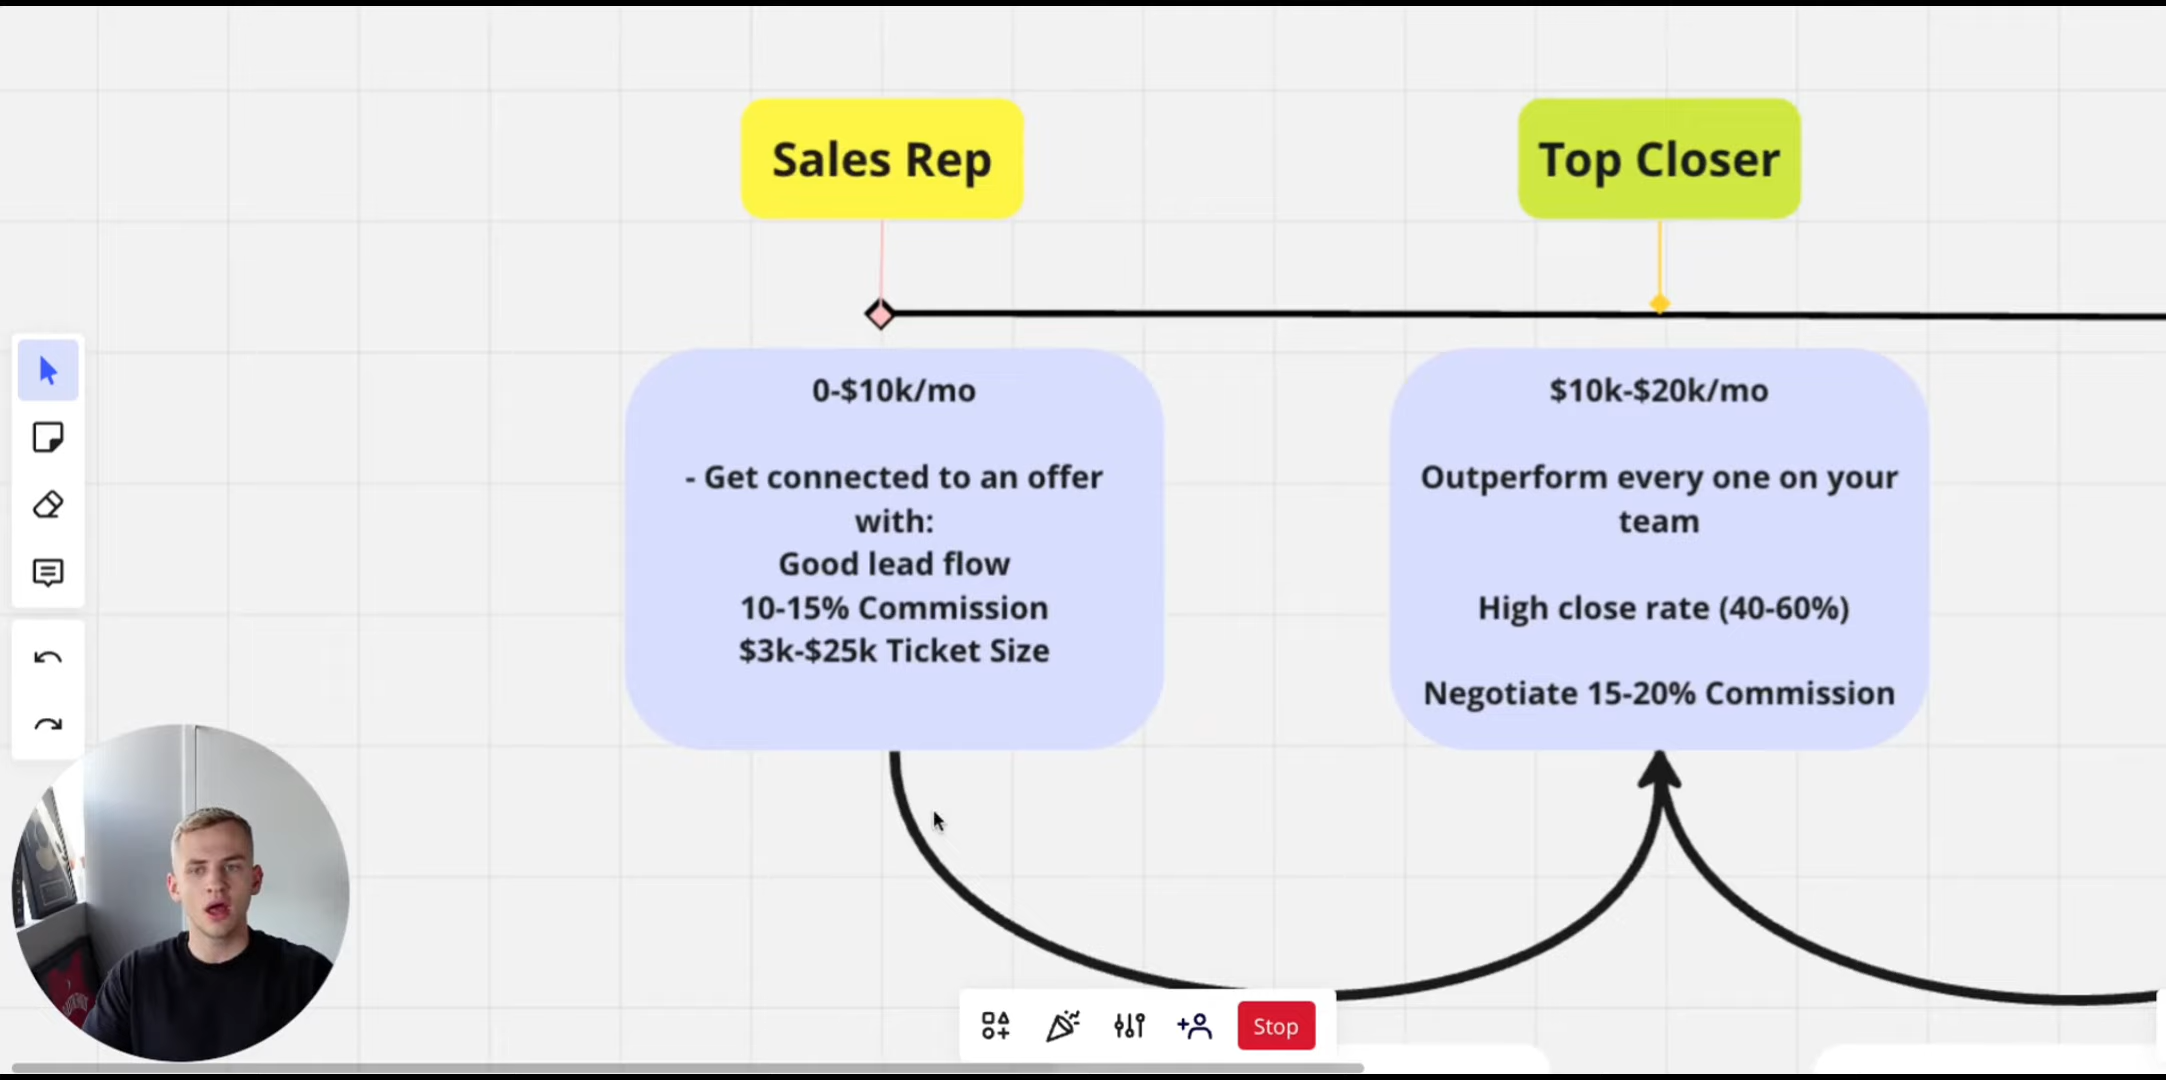 Sales Rep
Top Closer
0-$10k/mo
- Get connected to an offer
with:
Good lead flow
10-15% Commission
$3k-$25k Ticket Size
$10k-$20k/mo
Outperform every one on your
team
High close rate (40-60%)
Negotiate 15-20% Commission
Stop